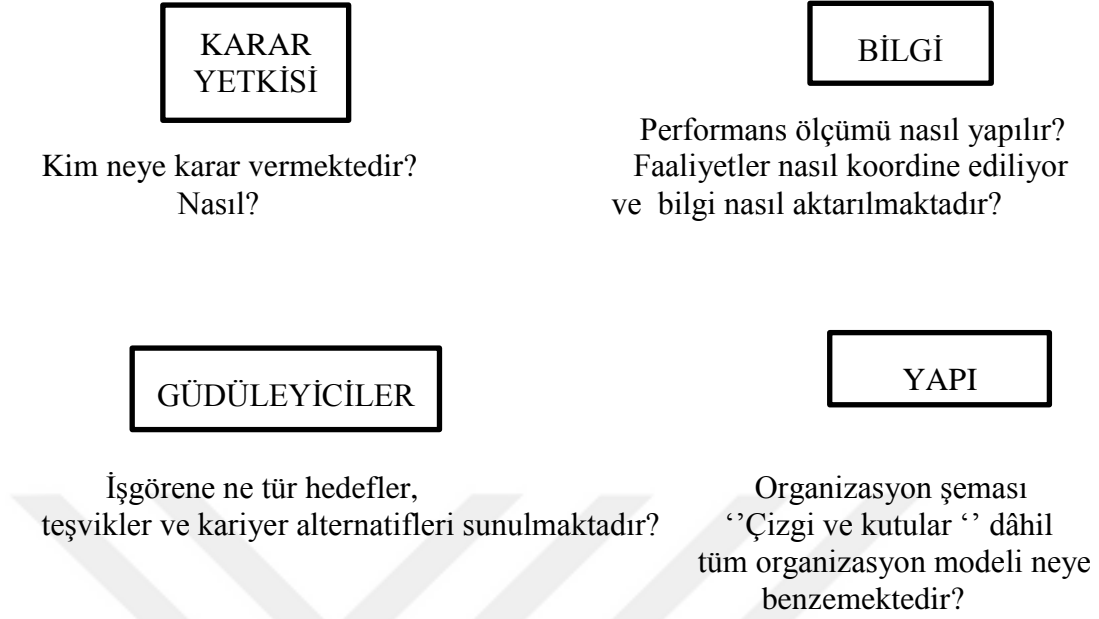 KARAR
YETKİSİ
Kim neye karar vermektedir?
Nasıl?
BİLGİ
Performans ölçümü nasıl yapılır?
Faaliyetler nasıl koordine ediliyor
ve bilgi nasıl aktarılmaktadır?
GÜDÜLEYİCİLER
İşgörene ne tür hedefler,
teşvikler ve kariyer alternatifleri sunulmaktadır?
YAPI
Organizasyon şeması
‘’Çizgi ve kutular ‘’ dâhil
tüm organizasyon modeli neye
benzemektedir?